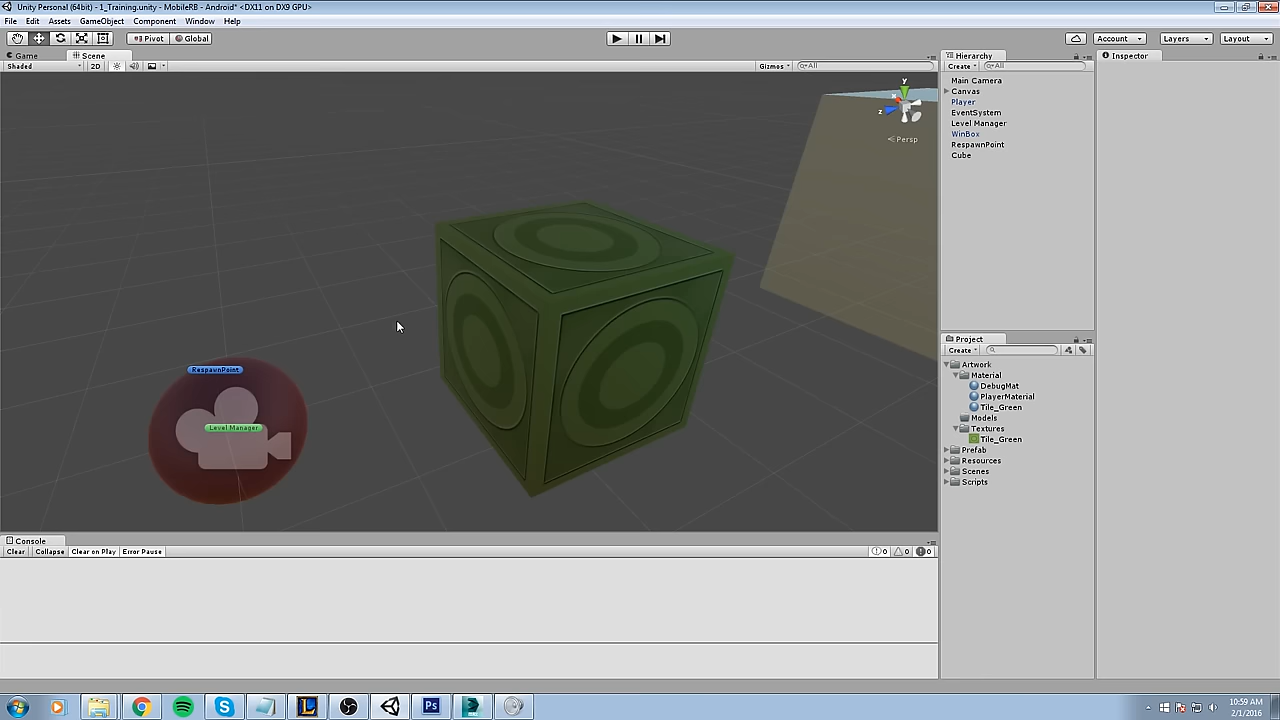 Unity Personal (64bit) - 1_Training.unity - MobileRB - Android* <DX11 on DX9 GPU>
File Edit Assets GameObject Component Window Help
Pivot Global Account Layers Layout
Game Scene
Shaded 2D Gizmos All
y
x
z
Persp
RespawnPoint
Level Manager
Hierarchy
Create All
Main Camera
Canvas
Player
EventSystem
Level Manager
WinBox
RespawnPoint
Cube
Inspector
Project
Create
Artwork
Material
DebugMat
PlayerMaterial
Tile_Green
Models
Textures
Tile_Green
Prefab
Resources
Scenes
Scripts
Console
Clear Collapse Clear on Play Error Pause 0 0 0
10:59 AM
2/1/2016